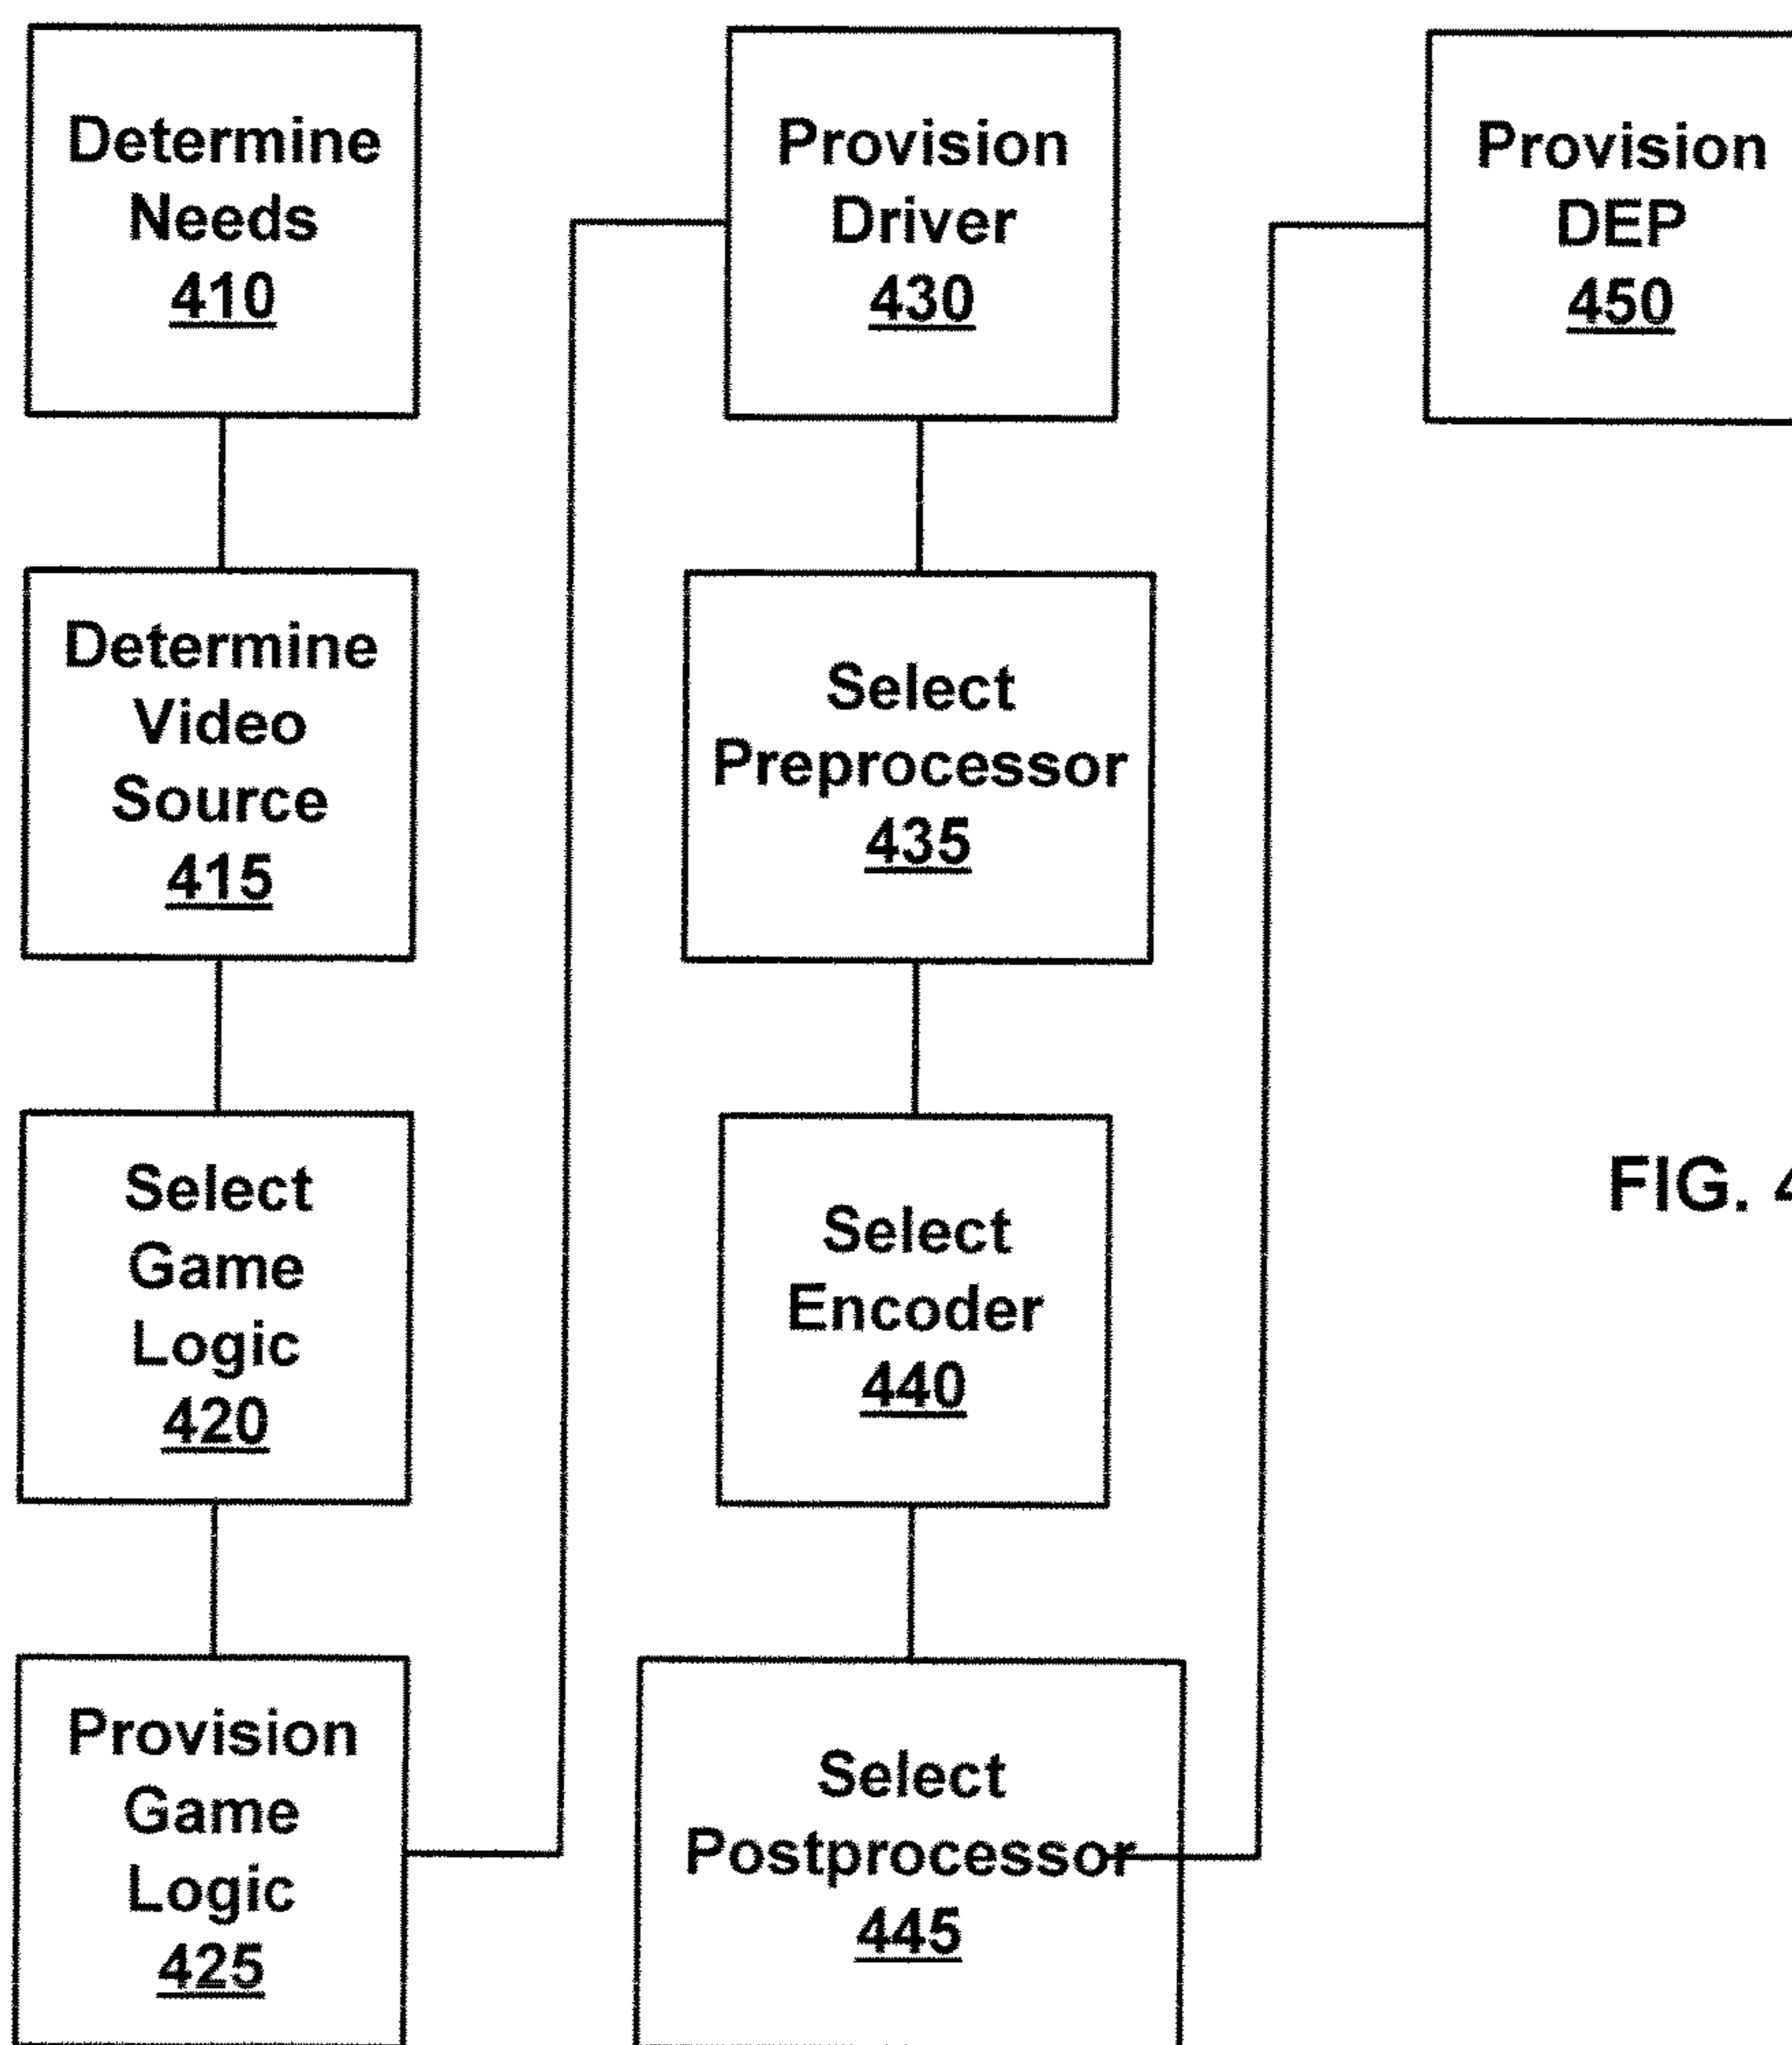 Determine
Needs
410
Determine
Video
Source
415
Select
Game
Logic
420
Provision
Game
Logic
425
Provision
Driver
430
Select
Preprocessor
435
Select
Encoder
440
Select
Postprocessor
445
Provision
DEP
450
FIG. 4